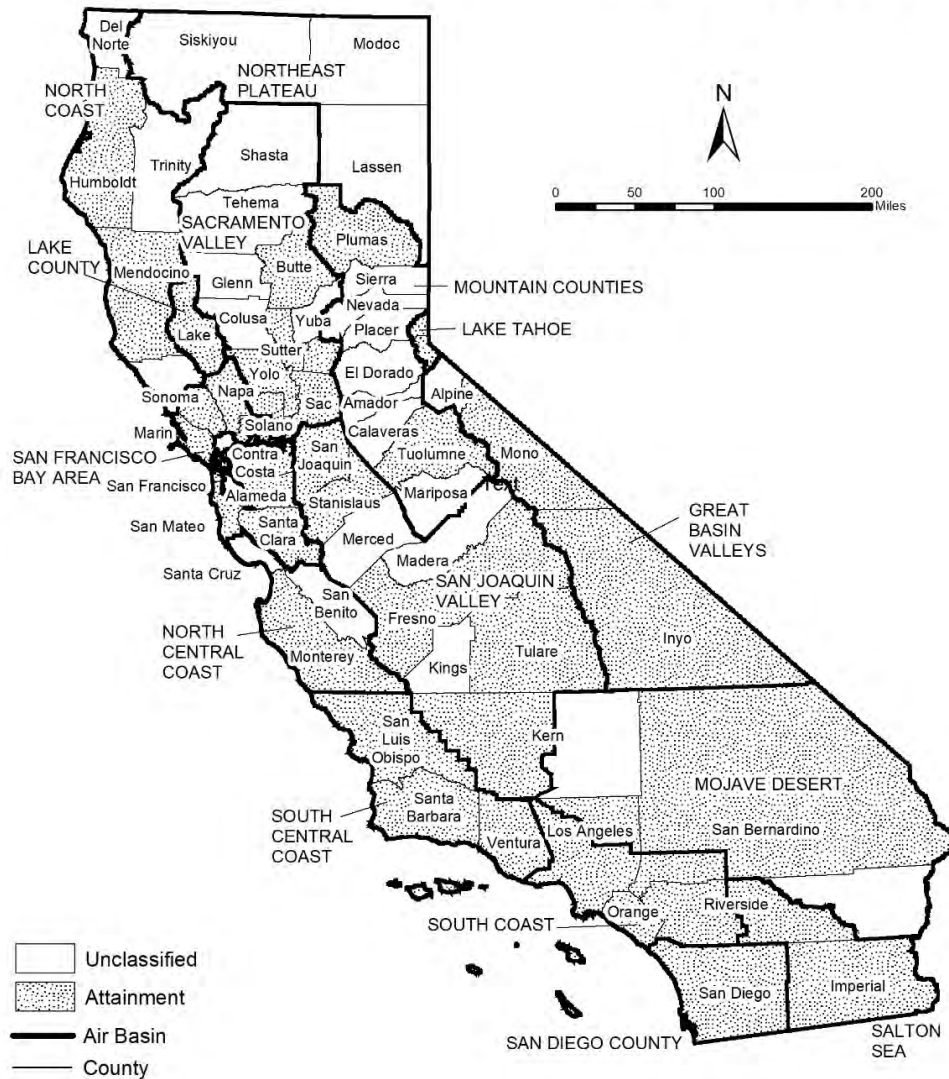 Del
Norte
Siskiyou
Modoc
NORTHEAST
PLATEAU
NORTH
COAST
N
Trinity
Shasta
Lassen
Humboldt
0 50 100 200
Miles
Tehema
SACRAMENTO
VALLEY
Plumas
LAKE
COUNTY
Mendocino
Glenn
Butte
Sierra
MOUNTAIN COUNTIES
Nevada
Colusa
Yuba
Placer
LAKE TAHOE
Lake
Sutter
Yolo
El Dorado
Napa
Alpine
Sonoma
Sac
Amador
Solano
Marin
Calaveras
Mono
SAN FRANCISCO
BAY AREA
Contra
Costa
San
Joaquin
Tuolumne
San Francisco
Alameda
Stanislaus
Mariposa
Text
GREAT
BASIN
VALLEYS
San Mateo
Santa
Clara
Merced
Madera
Santa Cruz
SAN JOAQUIN
VALLEY
San
Benito
Fresno
NORTH
CENTRAL
COAST
Inyo
Monterey
Kings
Tulare
San
Luis
Obispo
Kern
MOJAVE DESERT
SOUTH
CENTRAL
COAST
Santa
Barbara
Ventura
Los Angeles
San Bernardino
SOUTH COAST
Orange
Riverside
Unclassified
Attainment
Air Basin
County
San Diego
Imperial
SAN DIEGO COUNTY
SALTON
SEA